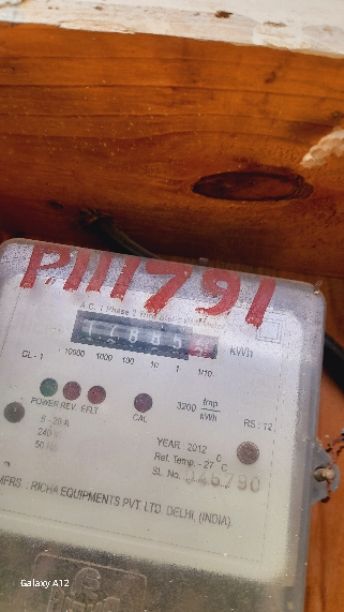 P111791
A.C. 1 Phase 2 Wire
KWh
CL - 1
10000 1000 100 10 1 1/10
POWER REV. E/LT CAL
3200 imp/kWh
RS : 12
5 - 20 A
240
50
YEAR : 2012
Ref. Temp. - 27°C
SL. No.
MFRS : RICHA EQUIPMENTS PVT. LTD. DELHI, (INDIA)
Galaxy A12